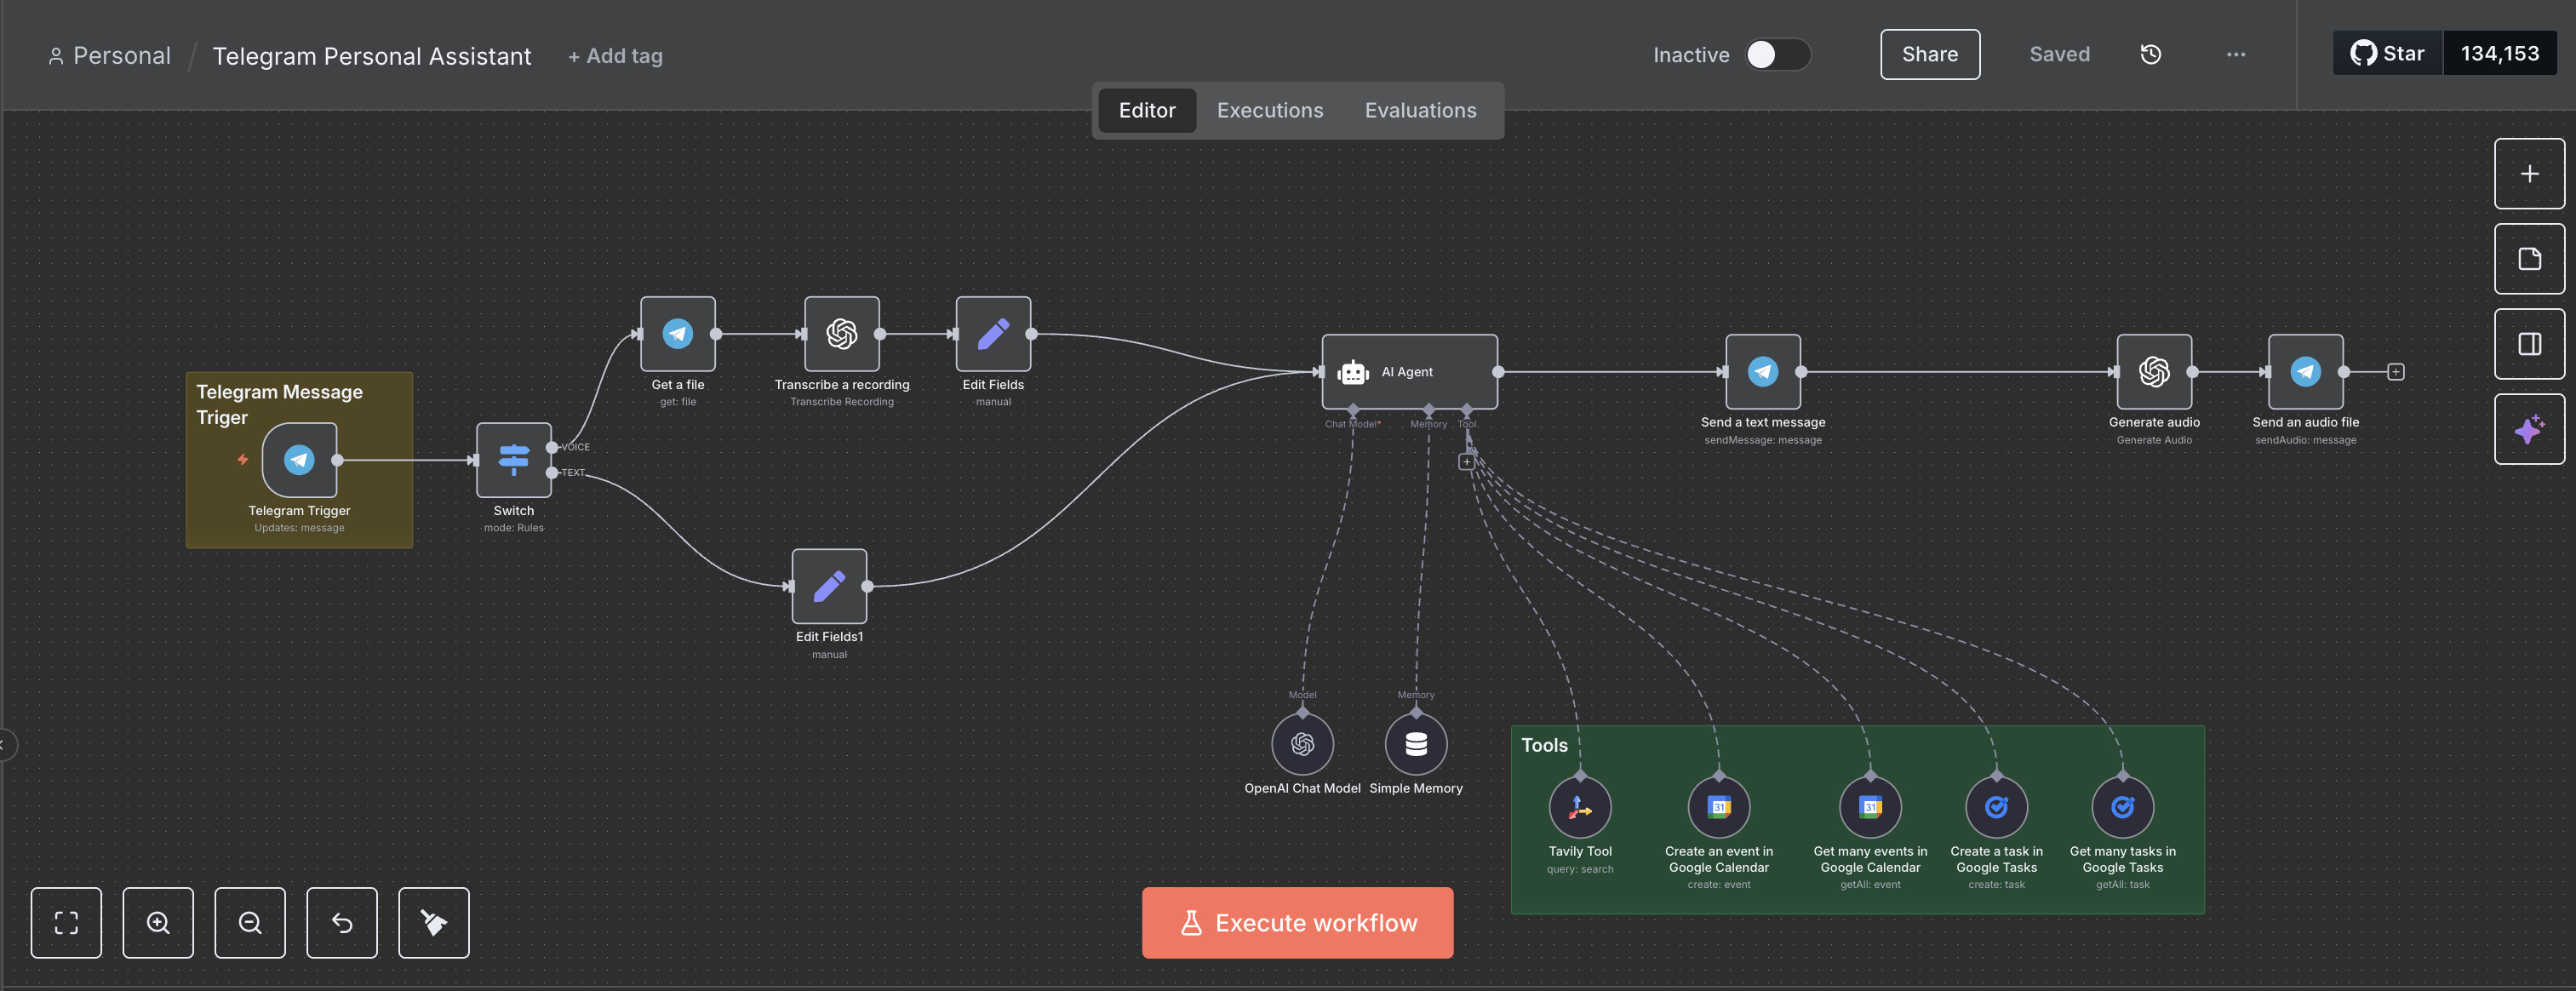 Personal / Telegram Personal Assistant + Add tag
Inactive
Share
Saved
Star 134,153
Editor Executions Evaluations
Telegram Message
Triger
Telegram Trigger
Updates: message
Switch
mode: Rules
VOICE
TEXT
Get a file
get: file
Transcribe a recording
Transcribe Recording
Edit Fields
manual
Edit Fields1
manual
AI Agent
Chat Model*
Memory
Tool
Send a text message
sendMessage: message
Generate audio
Generate Audio
Send an audio file
sendAudio: message
Model
OpenAI Chat Model
Memory
Simple Memory
Tools
Tavily Tool
query: search
31
Create an event in
Google Calendar
create: event
31
Get many events in
Google Calendar
getAll: event
Create a task in
Google Tasks
create: task
Get many tasks in
Google Tasks
getAll: task
Execute workflow